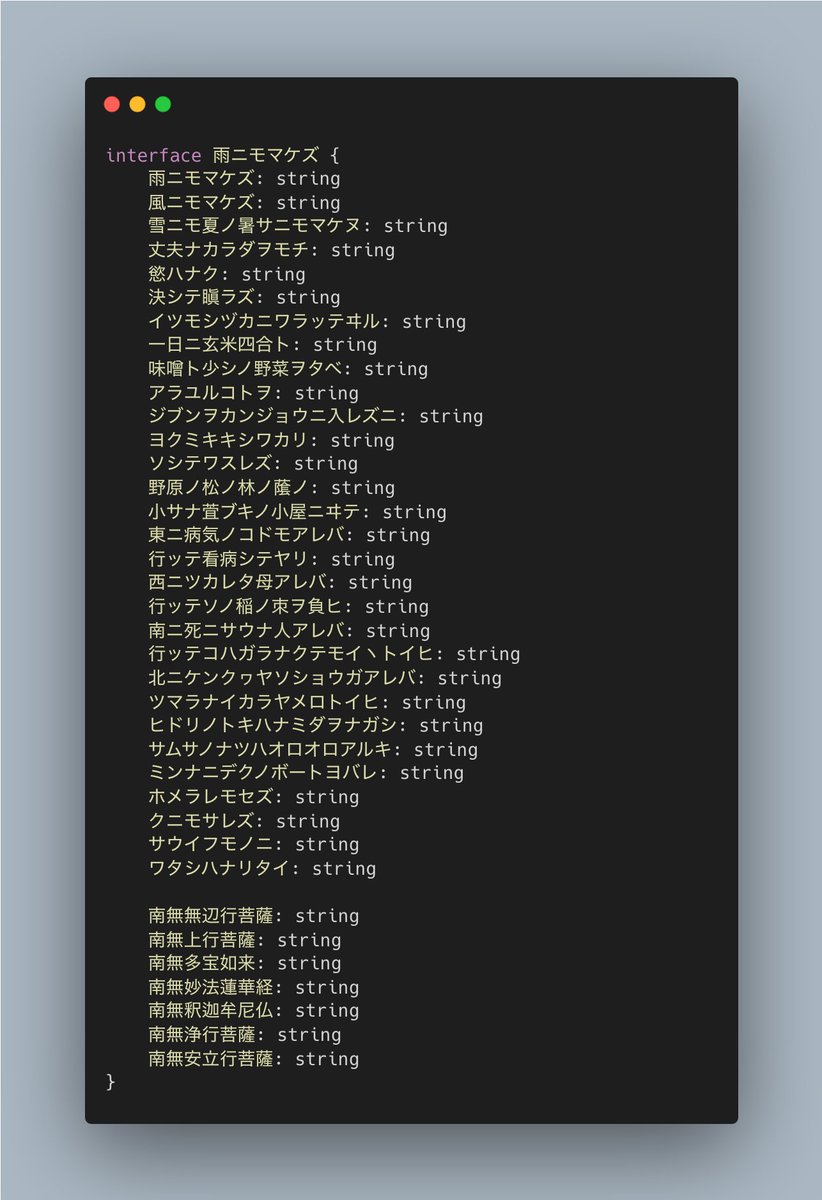 interface 雨ニモマケズ {
    雨ニモマケズ: string
    風ニモマケズ: string
    雪ニモ夏ノ暑サニモマケヌ: string
    丈夫ナカラダヲモチ: string
    慾ハナク: string
    決シテ瞋ラズ: string
    イツモシヅカニワラッテヰル: string
    一日ニ玄米四合ト: string
    味噌ト少シノ野菜ヲタベ: string
    アラユルコトヲ: string
    ジブンヲカンジョウニ入レズニ: string
    ヨクミキキシワカリ: string
    ソシテワスレズ: string
    野原ノ松ノ林ノ蔭ノ: string
    小サナ萓ブキノ小屋ニヰテ: string
    東ニ病気ノコドモアレバ: string
    行ッテ看病シテヤリ: string
    西ニツカレタ母アレバ: string
    行ッテソノ稲ノ朿ヲ負ヒ: string
    南ニ死ニサウナ人アレバ: string
    行ッテコハガラナクテモイヽトイヒ: string
    北ニケンクヮヤソショウガアレバ: string
    ツマラナイカラヤメロトイヒ: string
    ヒドリノトキハナミダヲナガシ: string
    サムサノナツハオロオロアルキ: string
    ミンナニデクノボートヨバレ: string
    ホメラレモセズ: string
    クニモサレズ: string
    サウイフモノニ: string
    ワタシハナリタイ: string

    南無無辺行菩薩: string
    南無上行菩薩: string
    南無多宝如来: string
    南無妙法蓮華経: string
    南無釈迦牟尼仏: string
    南無浄行菩薩: string
    南無安立行菩薩: string
}